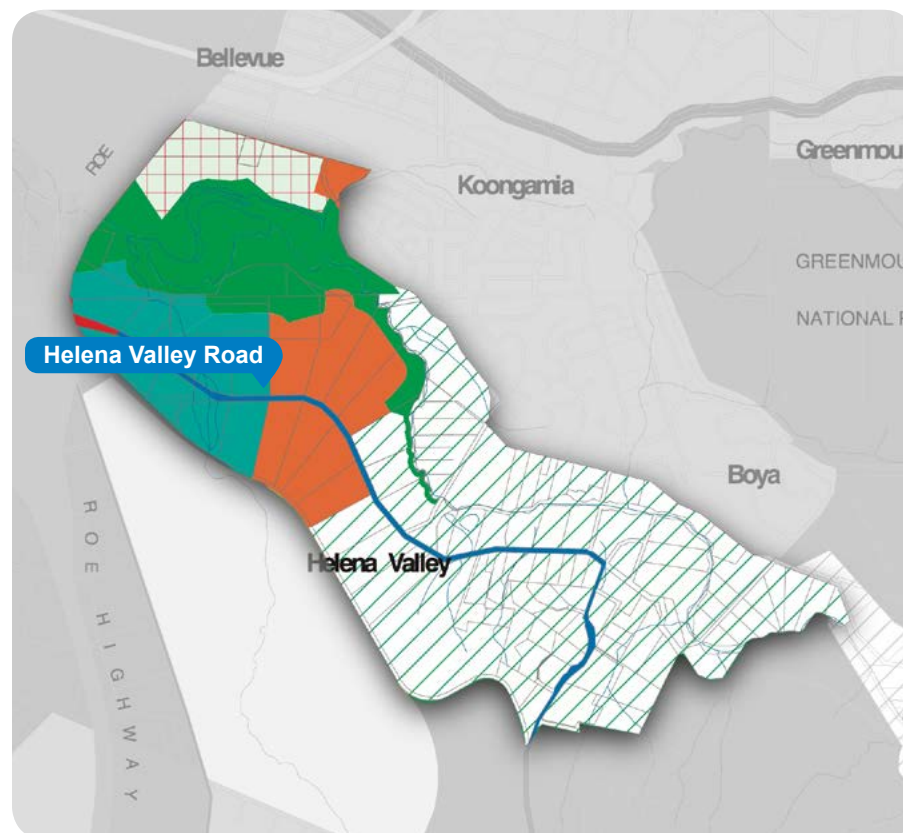 Bellevue
ROE
Koongamia
Greenmou
GREENMOU
NATIONAL
Helena Valley Road
Boya
ROE HIGHWAY
Helena Valley